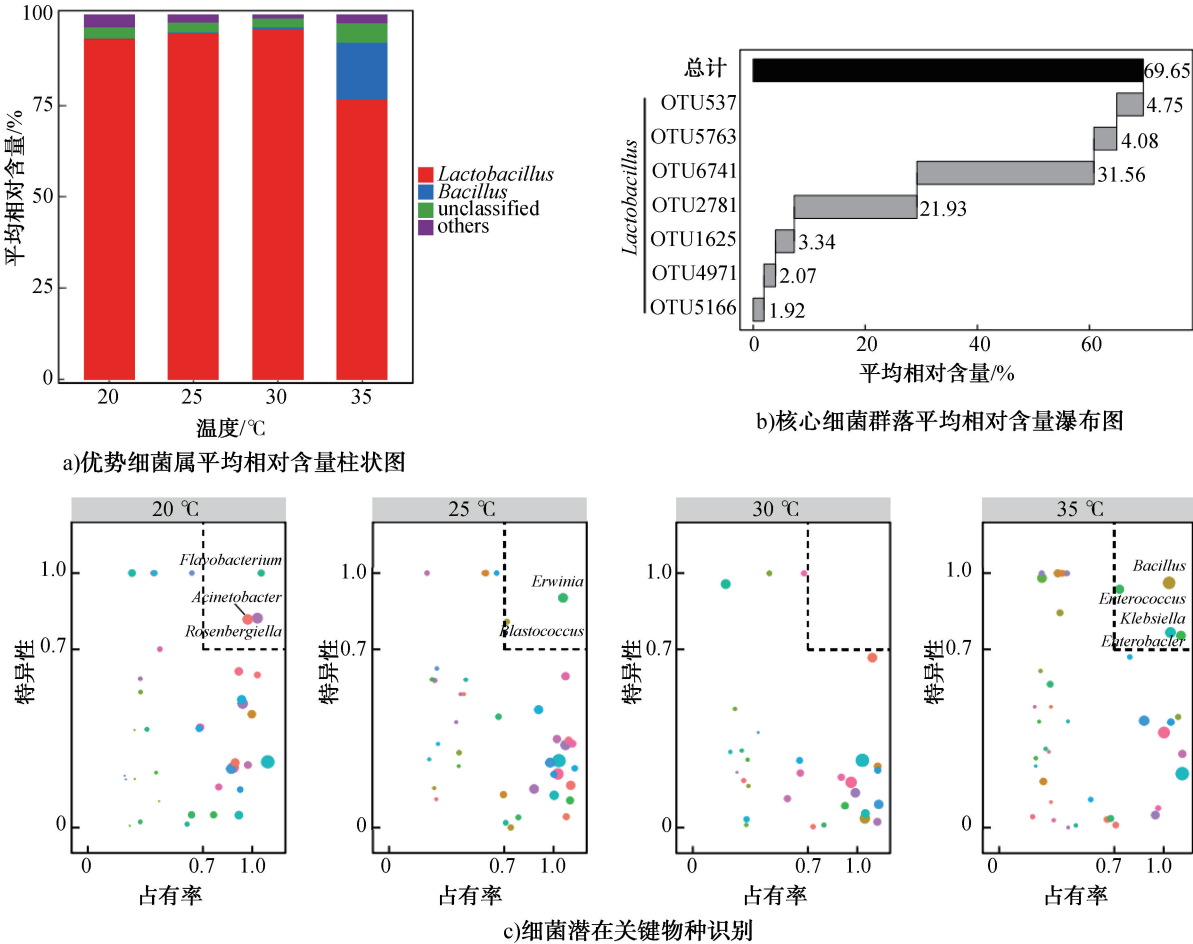 100
75
50
25
0
平均相对含量/%
20 25 30 35
温度/℃
Lactobacillus
Bacillus
unclassified
others
a)优势细菌属平均相对含量柱状图
总计 69.65
Lactobacillus
OTU537 4.75
OTU5763 4.08
OTU6741 31.56
OTU2781 21.93
OTU1625 3.34
OTU4971 2.07
OTU5166 1.92
0 20 40 60
平均相对含量/%
b)核心细菌群落平均相对含量瀑布图
20 ℃
特异性
1.0
0.7
0
Flavobacterium
Acinetobacter
Rosenbergiella
0 0.7 1.0
占有率
25 ℃
特异性
1.0
0.7
0
Erwinia
Blastococcus
0 0.7 1.0
占有率
30 ℃
特异性
1.0
0.7
0
0 0.7 1.0
占有率
35 ℃
特异性
1.0
0.7
0
Bacillus
Enterococcus
Klebsiella
Enterobacler
0 0.7 1.0
占有率
c)细菌潜在关键物种识别